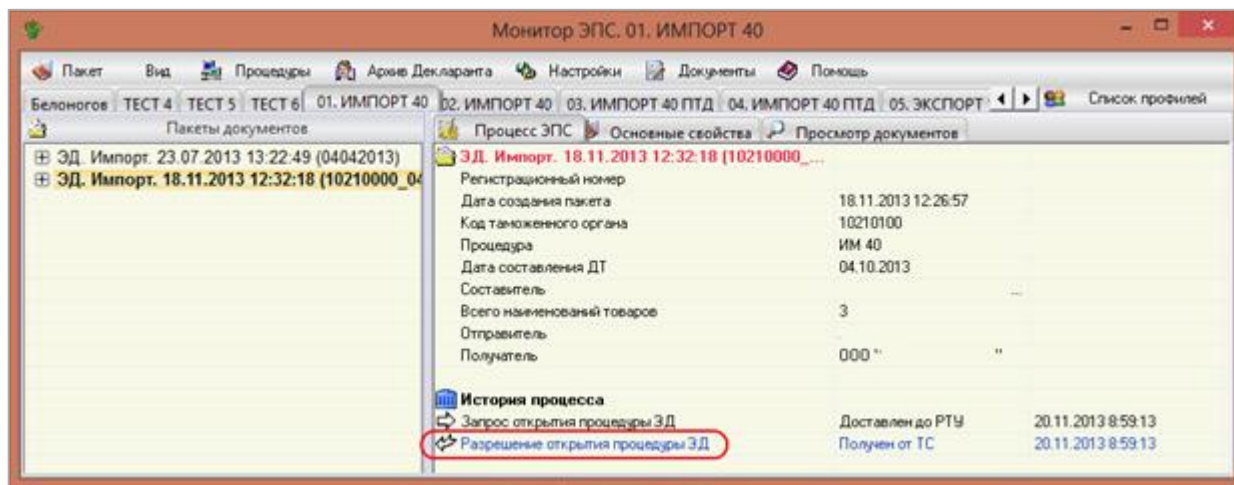 Монитор ЭПС. 01. ИМПОРТ 40
Пакет Вид Процедуры Архив Декларанта Настройки Документы Помощь
Белоногов ТЕСТ 4 ТЕСТ 5 ТЕСТ 6 01. ИМПОРТ 40 02. ИМПОРТ 40 03. ИМПОРТ 40 ПТД 04. ИМПОРТ 40 ПТД 05. ЭКСПОРТ Список профилей
Пакеты документов
ЭД. Импорт. 23.07.2013 13:22:49 (04042013)
ЭД. Импорт. 18.11.2013 12:32:18 (10210000_04
Процесс ЭПС Основные свойства Просмотр документов
ЭД. Импорт. 18.11.2013 12:32:18 (10210000_...
Регистрационный номер
Дата создания пакета 18.11.2013 12:26:57
Код таможенного органа 10210100
Процедура ИМ 40
Дата составления ДТ 04.10.2013
Составитель ...
Всего наименований товаров 3
Отправитель
Получатель ООО " "
История процесса
Запрос открытия процедуры ЭД Доставлен до РТУ 20.11.2013 8:59:13
Разрешение открытия процедуры ЭД Получен от ТС 20.11.2013 8:59:13